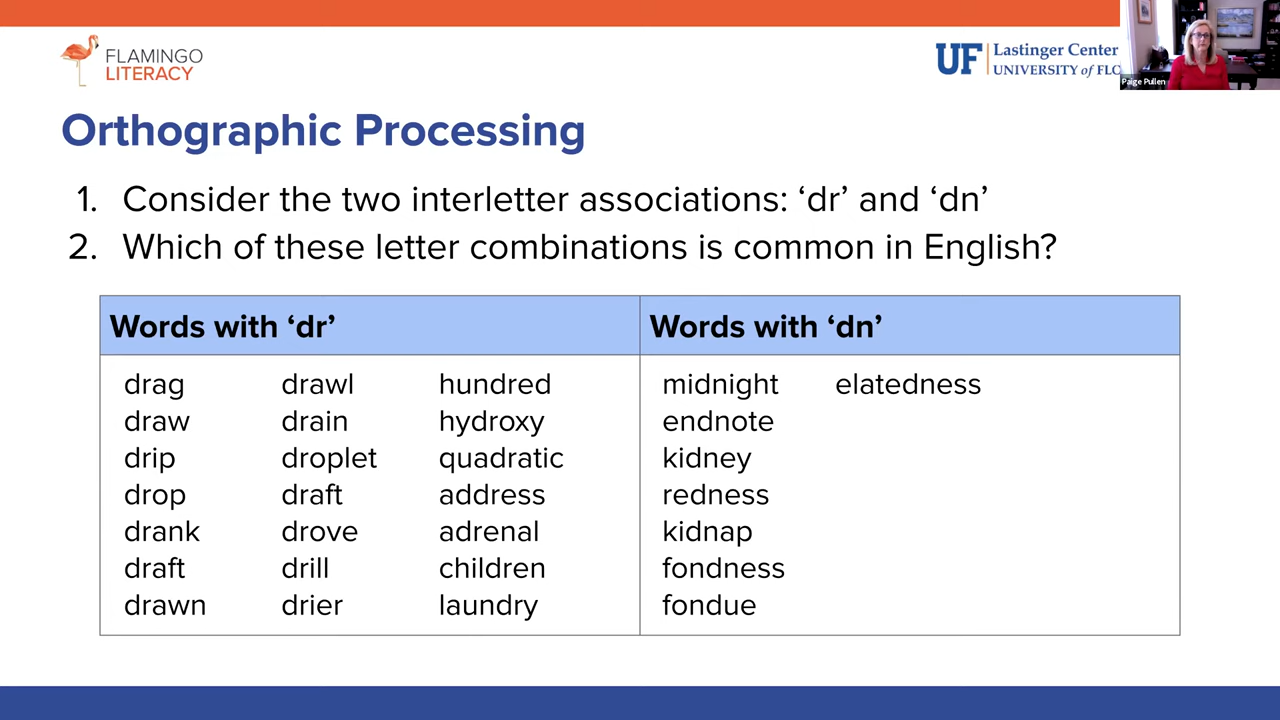 FLAMINGO
LITERACY
UF Lastinger Center
UNIVERSITY of FLO
Paige Pullen
Orthographic Processing
1. Consider the two interletter associations: ‘dr’ and ‘dn’
2. Which of these letter combinations is common in English?
Words with ‘dr’ Words with ‘dn’
drag drawl hundred midnight elatedness
draw drain hydroxy endnote
drip droplet quadratic kidney
drop draft address redness
drank drove adrenal kidnap
draft drill children fondness
drawn drier laundry fondue